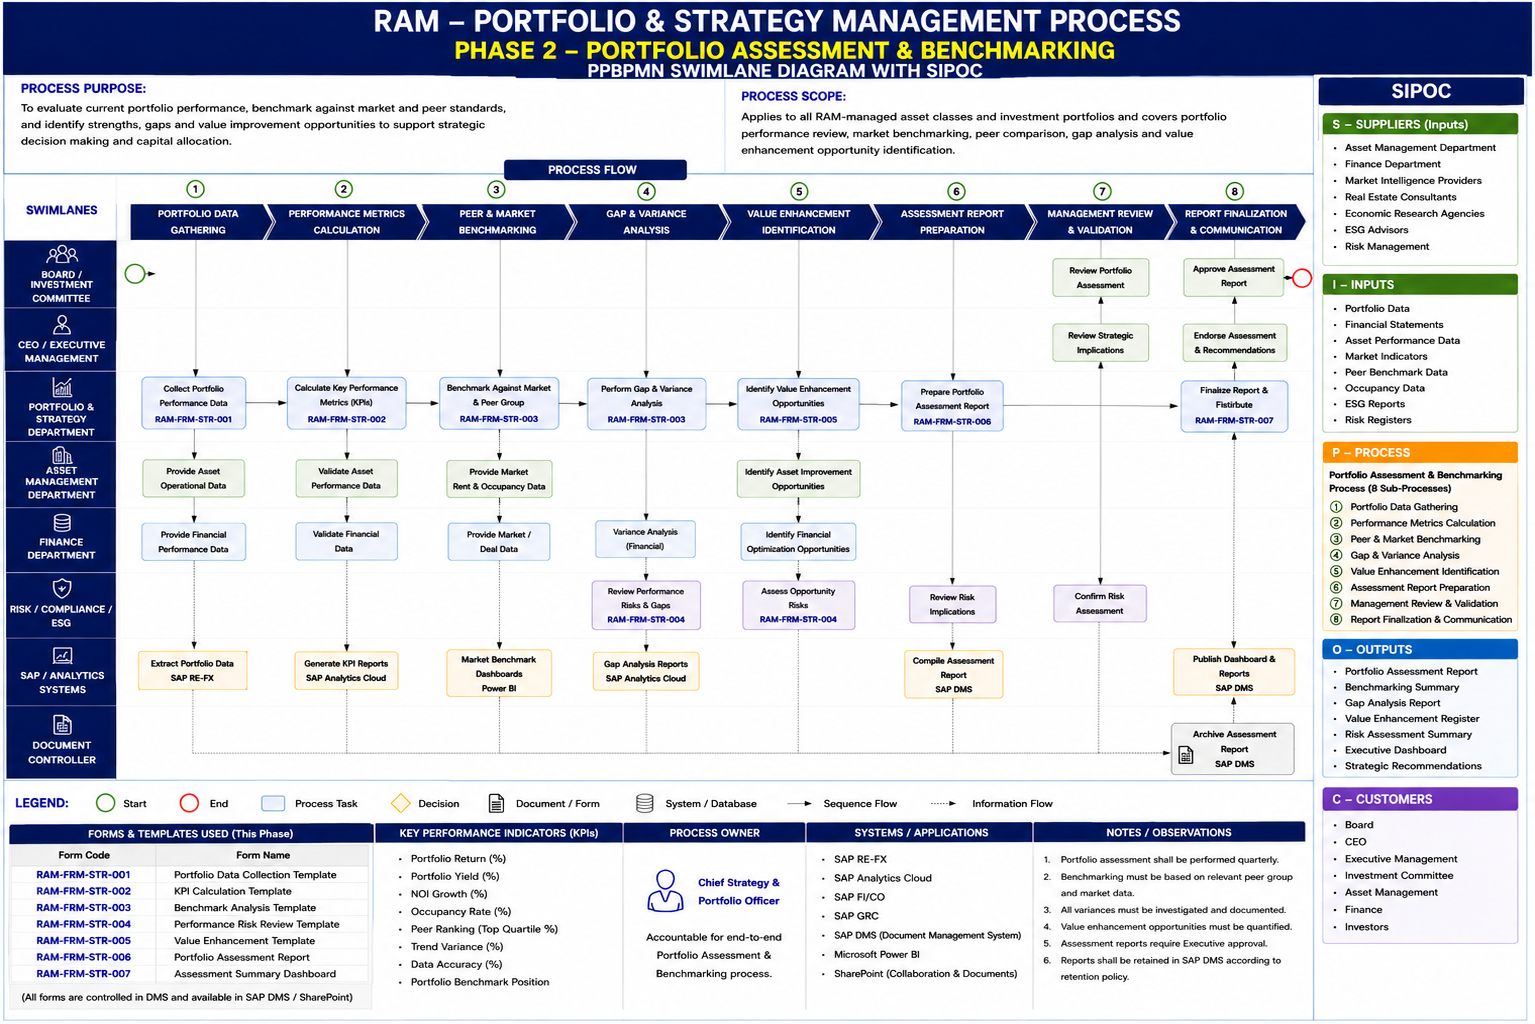 RAM – PORTFOLIO & STRATEGY MANAGEMENT PROCESS
PHASE 2 – PORTFOLIO ASSESSMENT & BENCHMARKING
PPBPMN SWIMLANE DIAGRAM WITH SIPOC
PROCESS PURPOSE:
To evaluate current portfolio performance, benchmark against market and peer standards,
and identify strengths, gaps and value improvement opportunities to support strategic
decision making and capital allocation.
PROCESS SCOPE:
Applies to all RAM-managed asset classes and investment portfolios and covers portfolio
performance review, market benchmarking, peer comparison, gap analysis and value
enhancement opportunity identification.
PROCESS FLOW
SWIMLANES
1
PORTFOLIO DATA
GATHERING
2
PERFORMANCE METRICS
CALCULATION
3
PEER & MARKET
BENCHMARKING
4
GAP & VARIANCE
ANALYSIS
5
VALUE ENHANCEMENT
IDENTIFICATION
6
ASSESSMENT REPORT
PREPARATION
7
MANAGEMENT REVIEW
& VALIDATION
8
REPORT FINALIZATION
& COMMUNICATION
BOARD /
INVESTMENT
COMMITTEE
Review Portfolio
Assessment
Approve Assessment
Report
CEO / EXECUTIVE
MANAGEMENT
Review Strategic
Implications
Endorse Assessment
& Recommendations
PORTFOLIO &
STRATEGY
DEPARTMENT
Collect Portfolio
Performance Data
RAM-FRM-STR-001
Calculate Key Performance
Metrics (KPIs)
RAM-FRM-STR-002
Benchmark Against Market
& Peer Group
RAM-FRM-STR-003
Perform Gap & Variance
Analysis
RAM-FRM-STR-003
Identify Value Enhancement
Opportunities
RAM-FRM-STR-005
Prepare Portfolio
Assessment Report
RAM-FRM-STR-006
Finalize Report &
Fistirbute
RAM-FRM-STR-007
ASSET
MANAGEMENT
DEPARTMENT
Provide Asset
Operational Data
Validate Asset
Performance Data
Provide Market
Rent & Occupancy Data
Identify Asset Improvement
Opportunities
FINANCE
DEPARTMENT
Provide Financial
Performance Data
Validate Financial
Data
Provide Market /
Deal Data
Variance Analysis
(Financial)
Identify Financial
Optimization Opportunities
RISK / COMPLIANCE /
ESG
Review Performance
Risks & Gaps
RAM-FRM-STR-004
Assess Opportunity
Risks
RAM-FRM-STR-004
Review Risk
Implications
Confirm Risk
Assessment
SAP / ANALYTICS
SYSTEMS
Extract Portfolio Data
SAP RE-FX
Generate KPI Reports
SAP Analytics Cloud
Market Benchmark
Dashboards
Power BI
Gap Analysis Reports
SAP Analytics Cloud
Compile Assessment
Report
SAP DMS
Publish Dashboard &
Reports
SAP DMS
DOCUMENT
CONTROLLER
Archive Assessment
Report
SAP DMS
LEGEND:
Start
End
Process Task
Decision
Document / Form
System / Database
Sequence Flow
Information Flow
FORMS & TEMPLATES USED (This Phase)
Form Code Form Name
RAM-FRM-STR-001 Portfolio Data Collection Template
RAM-FRM-STR-002 KPI Calculation Template
RAM-FRM-STR-003 Benchmark Analysis Template
RAM-FRM-STR-004 Performance Risk Review Template
RAM-FRM-STR-005 Value Enhancement Template
RAM-FRM-STR-006 Portfolio Assessment Report
RAM-FRM-STR-007 Assessment Summary Dashboard
(All forms are controlled in DMS and available in SAP DMS / SharePoint)
KEY PERFORMANCE INDICATORS (KPIs)
• Portfolio Return (%)
• Portfolio Yield (%)
• NOI Growth (%)
• Occupancy Rate (%)
• Peer Ranking (Top Quartile %)
• Trend Variance (%)
• Data Accuracy (%)
• Portfolio Benchmark Position
PROCESS OWNER
Chief Strategy &
Portfolio Officer
Accountable for end-to-end
Portfolio Assessment &
Benchmarking process.
SYSTEMS / APPLICATIONS
• SAP RE-FX
• SAP Analytics Cloud
• SAP FI/CO
• SAP GRC
• SAP DMS (Document Management System)
• Microsoft Power BI
• SharePoint (Collaboration & Documents)
NOTES / OBSERVATIONS
1. Portfolio assessment shall be performed quarterly.
2. Benchmarking must be based on relevant peer group
and market data.
3. All variances must be investigated and documented.
4. Value enhancement opportunities must be quantified.
5. Assessment reports require Executive approval.
6. Reports shall be retained in SAP DMS according to
retention policy.
SIPOC
S – SUPPLIERS (Inputs)
• Asset Management Department
• Finance Department
• Market Intelligence Providers
• Real Estate Consultants
• Economic Research Agencies
• ESG Advisors
• Risk Management
I – INPUTS
• Portfolio Data
• Financial Statements
• Asset Performance Data
• Market Indicators
• Peer Benchmark Data
• Occupancy Data
• ESG Reports
• Risk Registers
P – PROCESS
Portfolio Assessment & Benchmarking
Process (8 Sub-Processes)
1 Portfolio Data Gathering
2 Performance Metrics Calculation
3 Peer & Market Benchmarking
4 Gap & Variance Analysis
5 Value Enhancement Identification
6 Assessment Report Preparation
7 Management Review & Validation
8 Report Finalization & Communication
O – OUTPUTS
• Portfolio Assessment Report
• Benchmarking Summary
• Gap Analysis Report
• Value Enhancement Register
• Risk Assessment Summary
• Executive Dashboard
• Strategic Recommendations
C – CUSTOMERS
• Board
• CEO
• Executive Management
• Investment Committee
• Asset Management
• Finance
• Investors